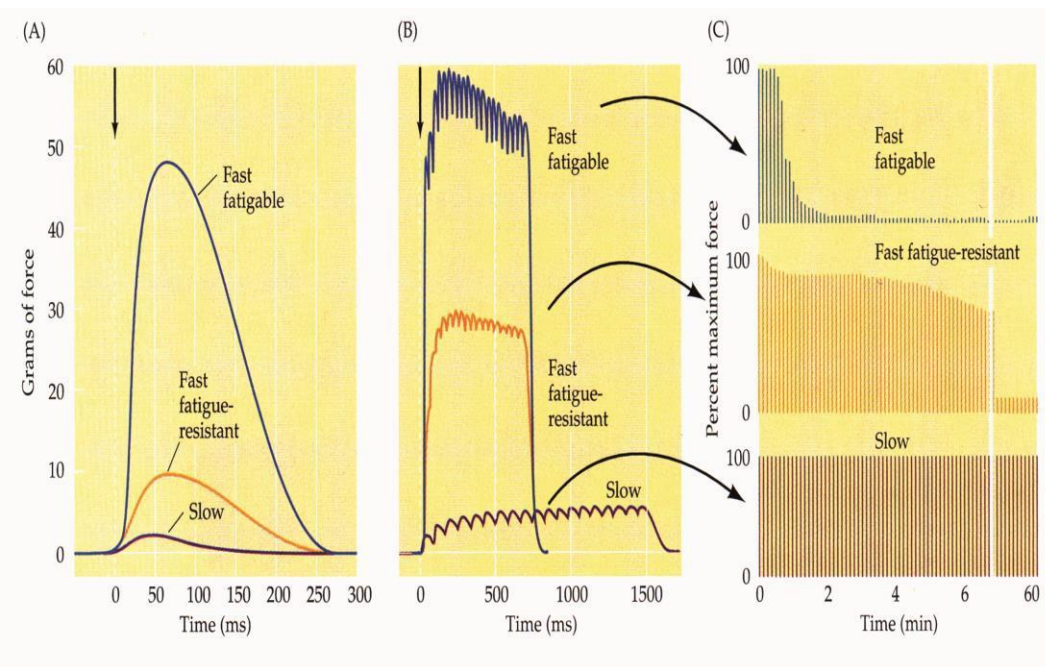 (A)
60
50
40
30
20
10
0
Grams of force
Fast
fatigable
Fast
fatigue-
resistant
Slow
0 50 100 150 200 250 300
Time (ms)
(B)
Fast
fatigable
Fast
fatigue-
resistant
Slow
0 500 1000 1500
Time (ms)
(C)
Percent maximum force
100
Fast
fatigable
0
100
Fast fatigue-resistant
0
Slow
100
0
0 2 4 6 60
Time (min)